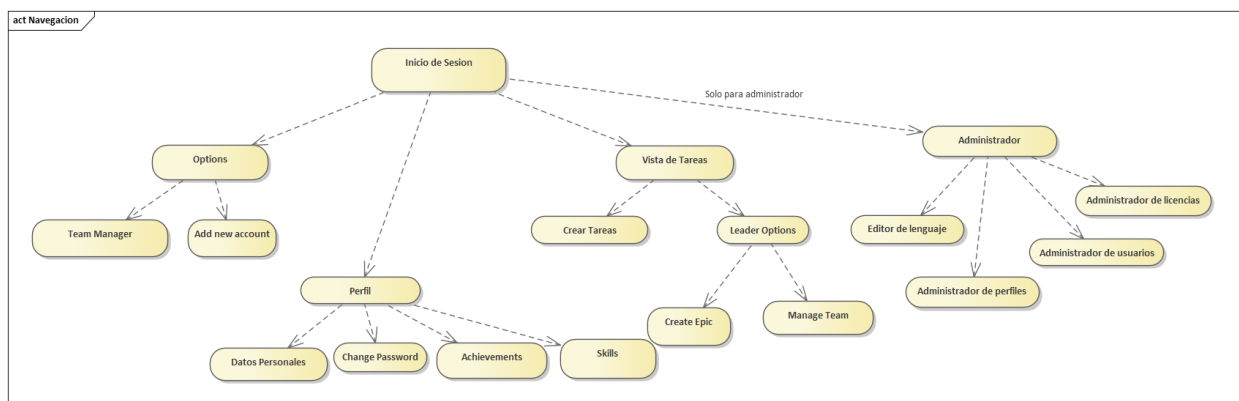 act Navegacion
Inicio de Sesion
Solo para administrador
Options
Vista de Tareas
Administrador
Team Manager
Add new account
Crear Tareas
Leader Options
Editor de lenguaje
Administrador de licencias
Administrador de usuarios
Perfil
Administrador de perfiles
Create Epic
Manage Team
Datos Personales
Change Password
Achievements
Skills